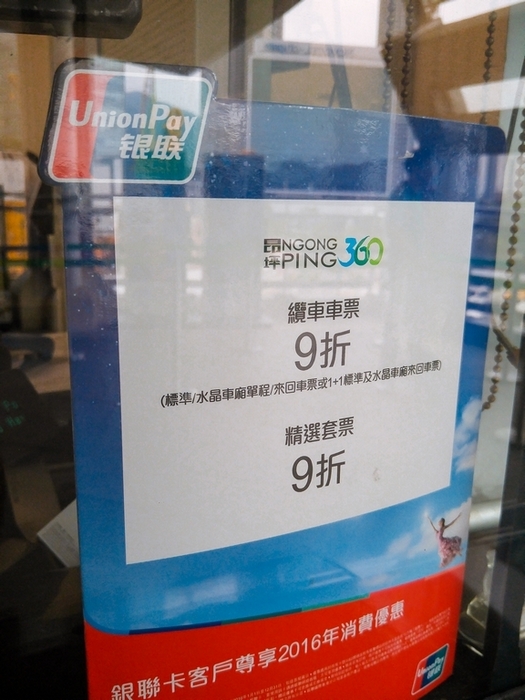 UnionPay
银联
昂坪 NGONG PING 360
纜車車票
9折
(標準/水晶車廂單程/來回車票或1+1標準及水晶車廂來回車票)
精選套票
9折
銀聯卡客戶尊享2016年消費優惠
UnionPay
银联